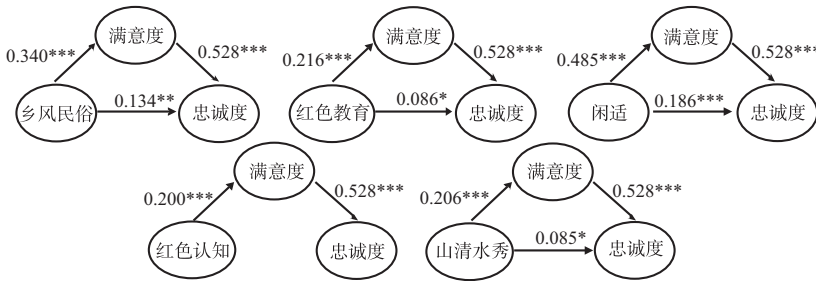 满意度
满意度
满意度
0.340***
0.528***
0.216***
0.528***
0.485***
0.528***
乡风民俗
0.134**
忠诚度
红色教育
0.086*
忠诚度
闲适
0.186***
忠诚度
满意度
满意度
0.200***
0.528***
0.206***
0.528***
红色认知
忠诚度
山清水秀
0.085*
忠诚度